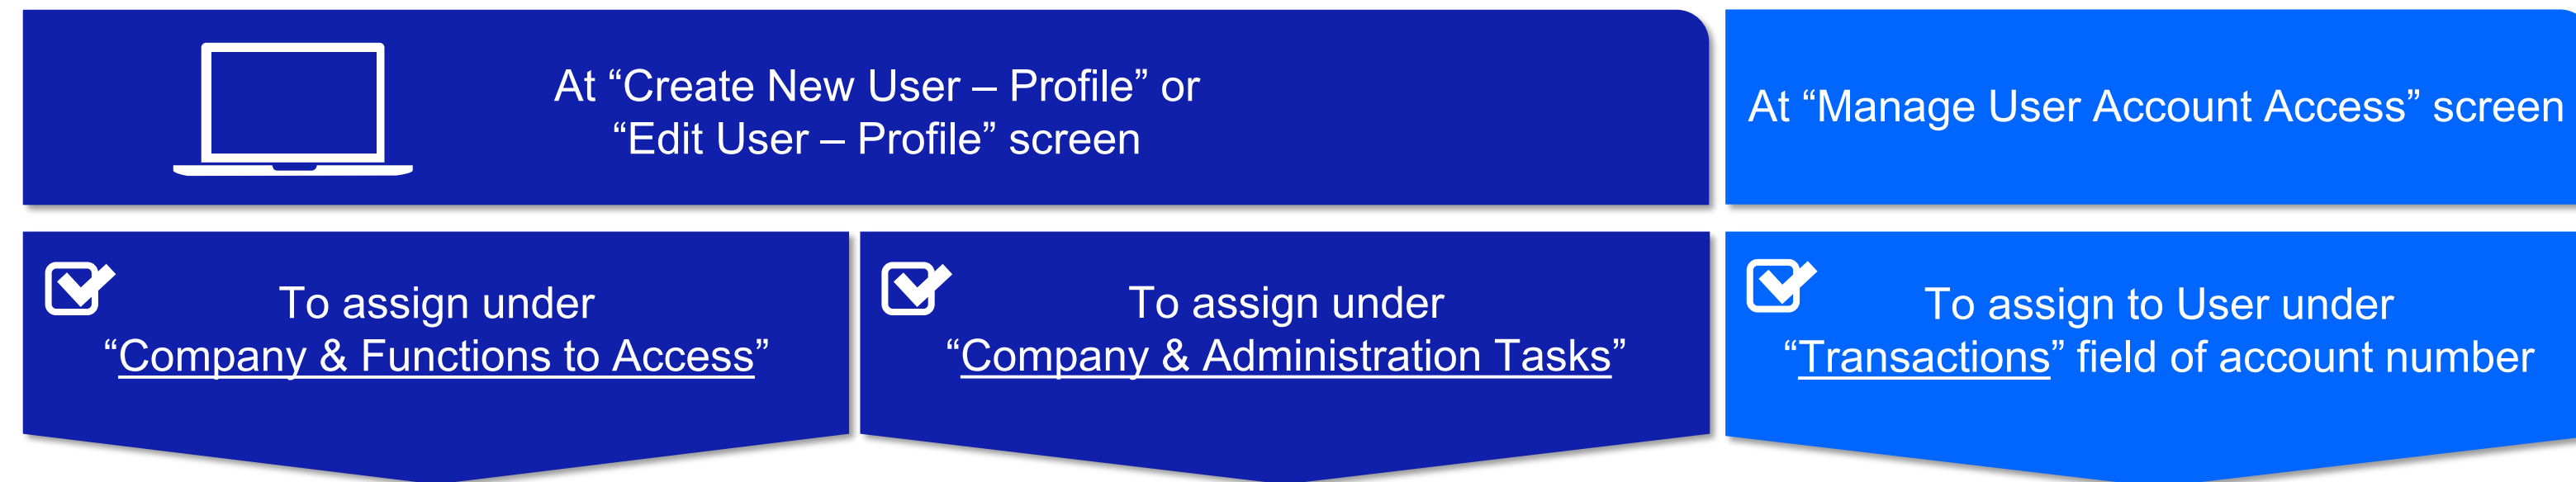 At “Create New User – Profile” or
“Edit User – Profile” screen
At “Manage User Account Access” screen
To assign under
“Company & Functions to Access”
To assign under
“Company & Administration Tasks”
To assign to User under
“Transactions” field of account number